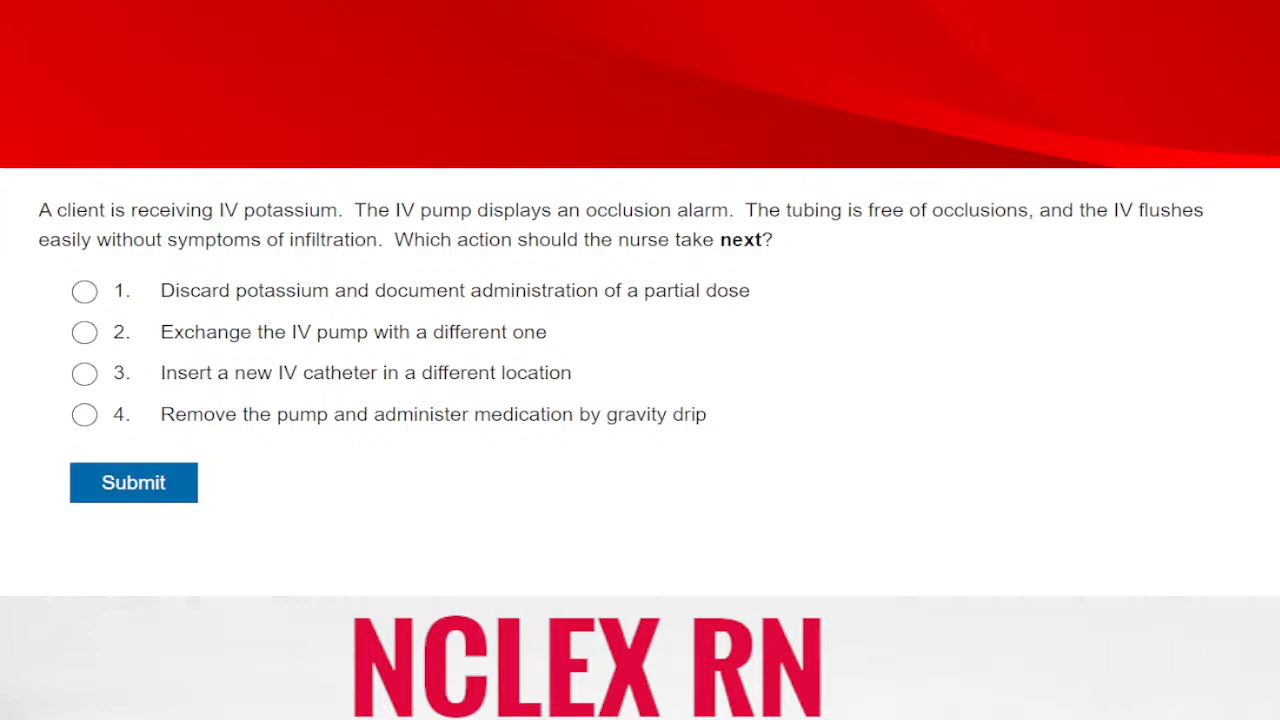 A client is receiving IV potassium.  The IV pump displays an occlusion alarm.  The tubing is free of occlusions, and the IV flushes
easily without symptoms of infiltration.  Which action should the nurse take next?
1. Discard potassium and document administration of a partial dose
2. Exchange the IV pump with a different one
3. Insert a new IV catheter in a different location
4. Remove the pump and administer medication by gravity drip
Submit
NCLEX RN